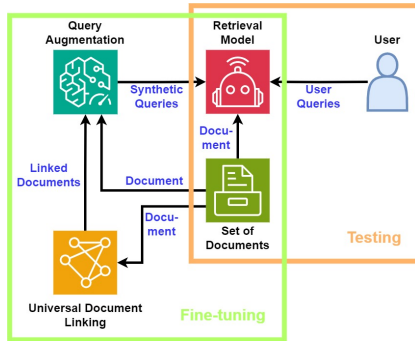 Query
Augmentation
Retrieval
Model
User
Synthetic
Queries
User
Queries
Docu-
ment
Linked
Documents
Document
Docu-
ment
Set of
Documents
Testing
Universal Document
Linking
Fine-tuning